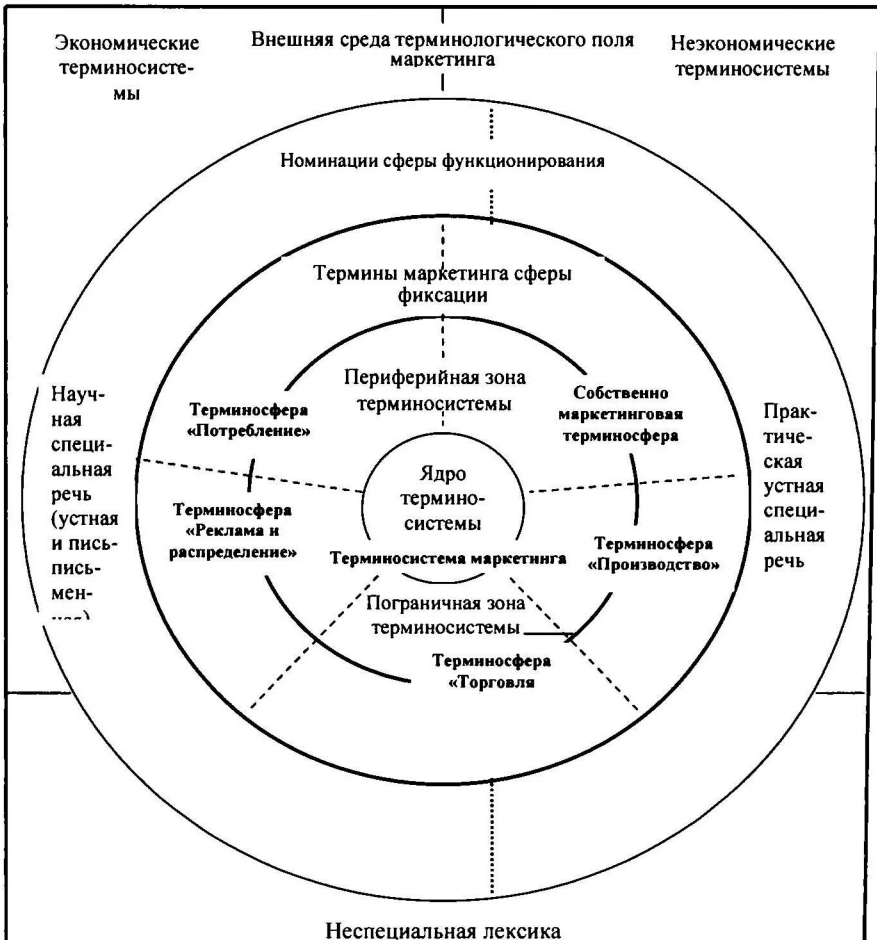 Экономические
терминосисте-
мы
Внешняя среда терминологического поля
маркетинга
Неэкономические
терминосистемы
Номинации сферы функционирования
Термины маркетинга сферы
фиксации
Периферийная зона
терминосистемы
Науч-
ная
специ-
альная
речь
(устная
и пись-
пись-
мен-
Терминосфера
«Потребление»
Собственно
маркетинговая
терминосфера
Прак-
тиче-
ская
устная
специ-
альная
речь
Ядро
термино-
системы
Терминосфера
«Реклама и
распределение»
Терминосистема маркетинга
Терминосфера
«Производство»
Пограничная зона
терминосистемы
Терминосфера
«Торговля
Неспециальная лексика